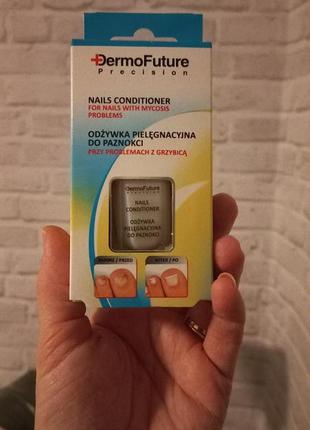 DermoFuture
Precision
NAILS CONDITIONER
FOR NAILS WITH MYCOSIS
PROBLEMS
ODŻYWKA PIELĘGNACYJNA
DO PAZNOKCI
PRZY PROBLEMACH Z GRZYBICĄ
DermoFuture
NAILS
CONDITIONER
ODŻYWKA
PIELĘGNACYJNA
DO PAZNOKCI
BEFORE / PRZED
AFTER / PO